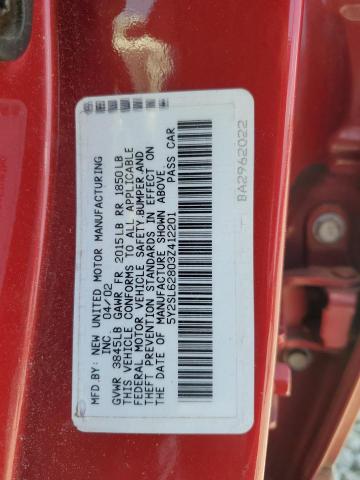 MFD.BY: NEW UNITED MOTOR MANUFACTURING
INC. 04/02
GVWR 3845LB GAWR FR 2015LB RR 1850LB
THIS VEHICLE CONFORMS TO ALL APPLICABLE
FEDERAL MOTOR VEHICLE SAFETY BUMPER AND
THEFT PREVENTION STANDARDS IN EFFECT ON
THE DATE OF MANUFACTURE SHOWN ABOVE
5Y2SL62803Z412201 PASS CAR
BA2962022